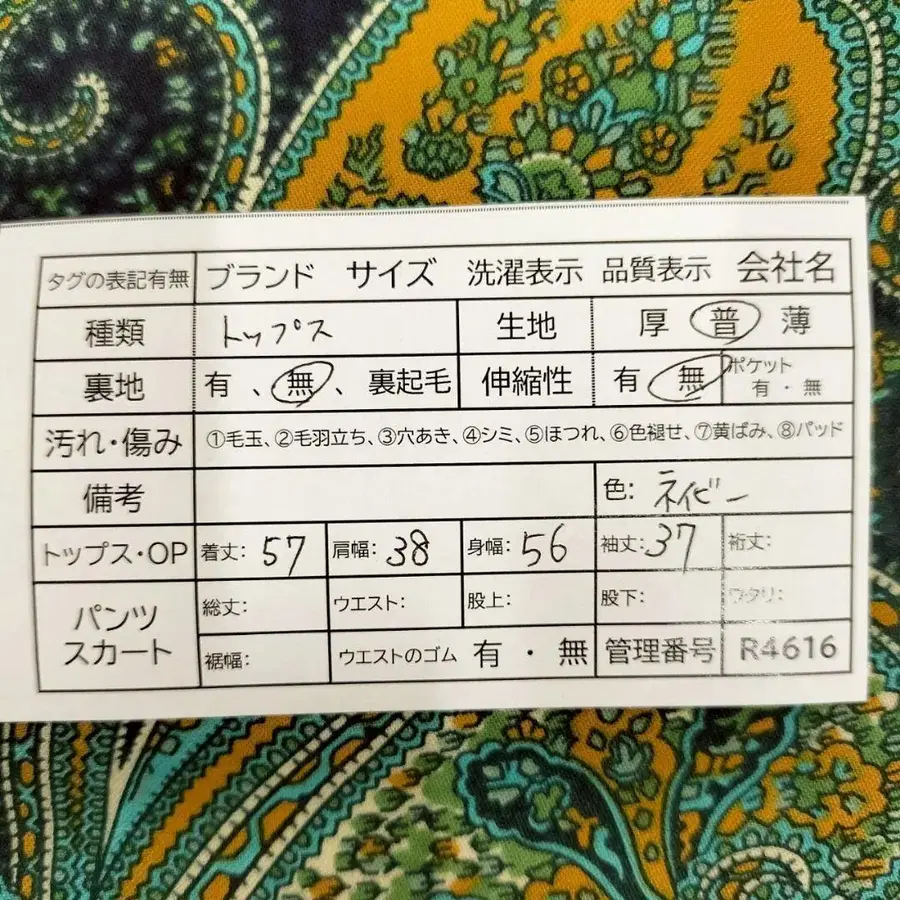 タグの表記有無 ブランド サイズ 洗濯表示 品質表示 会社名
種類 トップス 生地 厚 普 薄
裏地 有 、無 、裏起毛 伸縮性 有 無 ポケット 有 ・ 無
汚れ・傷み ①毛玉、②毛羽立ち、③穴あき、④シミ、⑤ほつれ、⑥色褪せ、⑦黄ばみ、⑧パッド
備考 色: ネイビー
トップス・OP 着丈: 57 肩幅: 38 身幅: 56 袖丈: 37 裄丈:
パンツ スカート 総丈: ウエスト: 股上: 股下: ワタリ:
裾幅: ウエストのゴム 有 ・ 無 管理番号 R4616